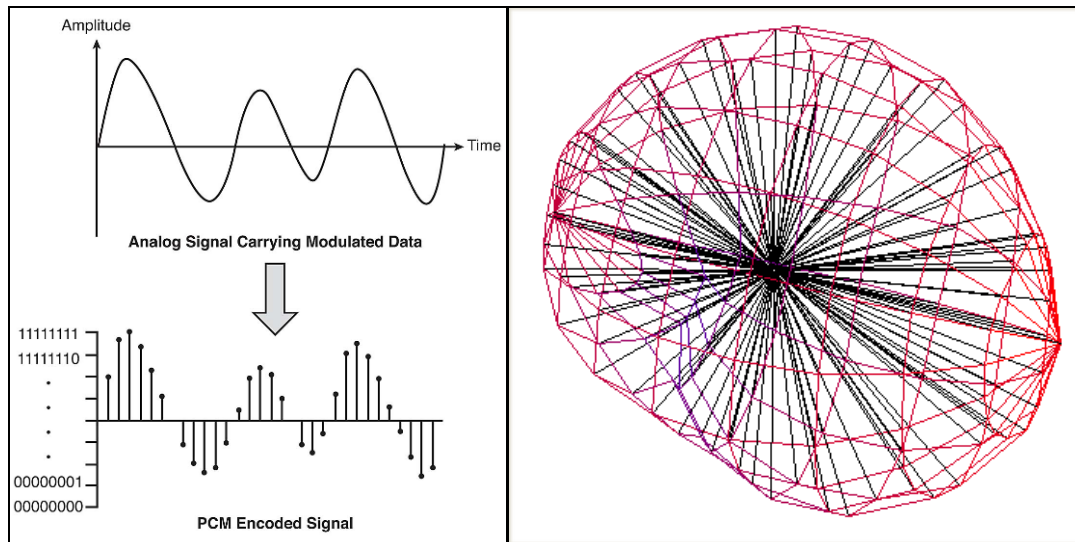 Amplitude
Time
Analog Signal Carrying Modulated Data
11111111
11111110
00000001
00000000
PCM Encoded Signal